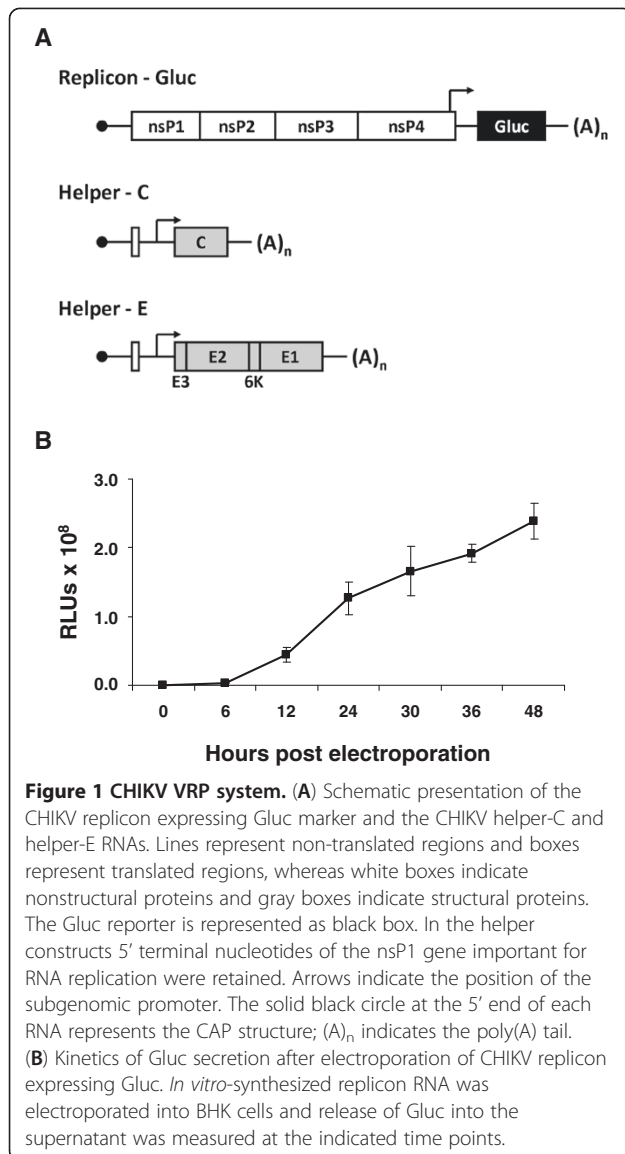 A
Replicon - Gluc
nsP1 nsP2 nsP3 nsP4 Gluc (A)n
Helper - C
C (A)n
Helper - E
E2 E1 (A)n
E3 6K
B
RLUs x 10⁸
3.0
2.0
1.0
0.0
0 6 12 24 30 36 48
Hours post electroporation
Figure 1 CHIKV VRP system. (A) Schematic presentation of the
CHIKV replicon expressing Gluc marker and the CHIKV helper-C and
helper-E RNAs. Lines represent non-translated regions and boxes
represent translated regions, whereas white boxes indicate
nonstructural proteins and gray boxes indicate structural proteins.
The Gluc reporter is represented as black box. In the helper
constructs 5’ terminal nucleotides of the nsP1 gene important for
RNA replication were retained. Arrows indicate the position of the
subgenomic promoter. The solid black circle at the 5’ end of each
RNA represents the CAP structure; (A)n indicates the poly(A) tail.
(B) Kinetics of Gluc secretion after electroporation of CHIKV replicon
expressing Gluc. In vitro-synthesized replicon RNA was
electroporated into BHK cells and release of Gluc into the
supernatant was measured at the indicated time points.